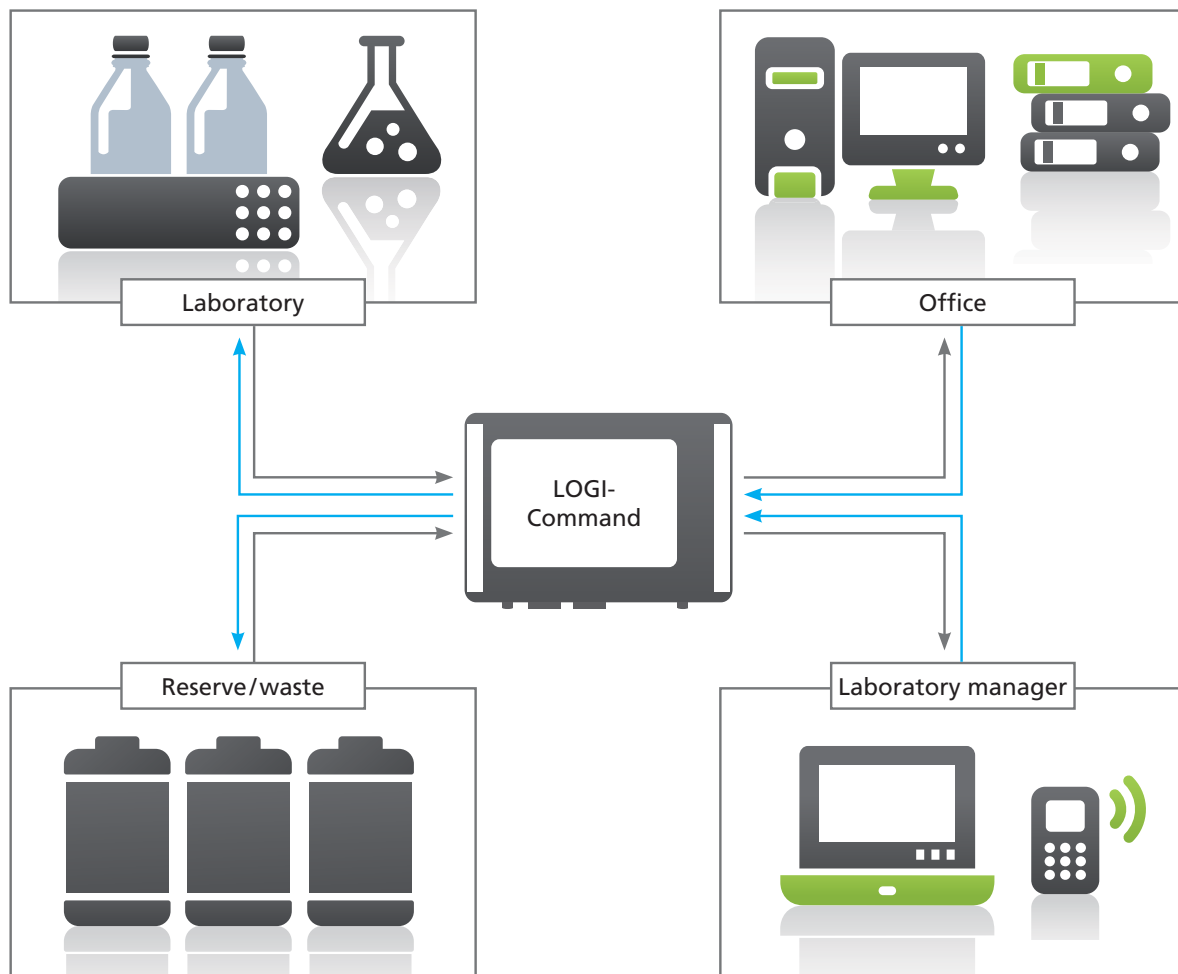 Laboratory
Office
LOGI-
Command
Reserve/waste
Laboratory manager